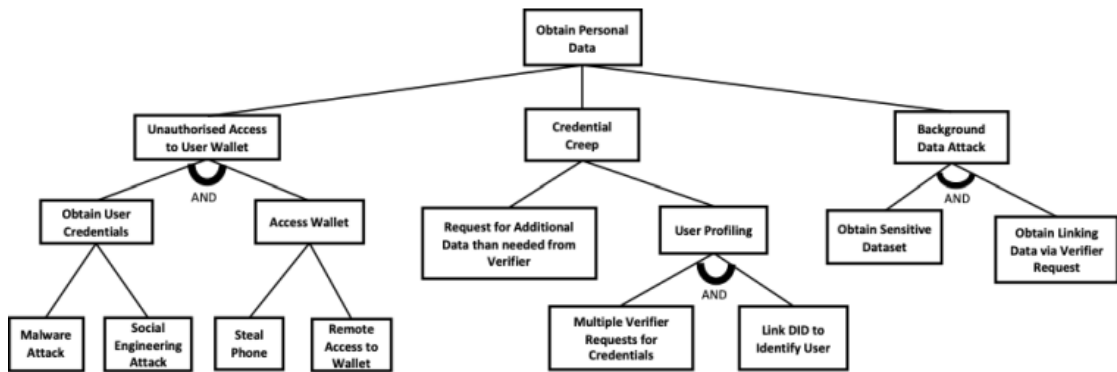 Obtain Personal
Data
Unauthorised Access
to User Wallet
Credential
Creep
Background
Data Attack
AND
AND
Obtain User
Credentials
Access Wallet
Request for Additional
Data than needed from
Verifier
User Profiling
Obtain Sensitive
Dataset
Obtain Linking
Data via Verifier
Request
AND
Malware
Attack
Social
Engineering
Attack
Steal
Phone
Remote
Access to
Wallet
Multiple Verifier
Requests for
Credentials
Link DID to
Identify User